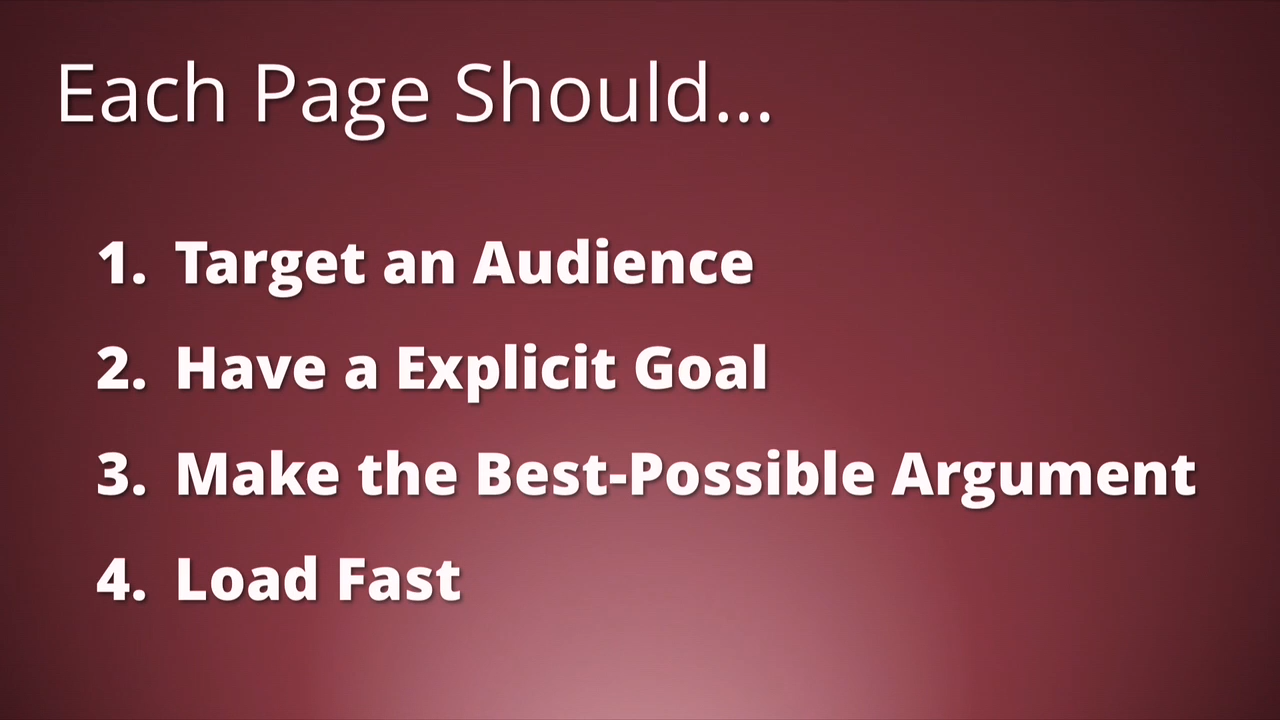 Each Page Should...
1. Target an Audience
2. Have a Explicit Goal
3. Make the Best-Possible Argument
4. Load Fast